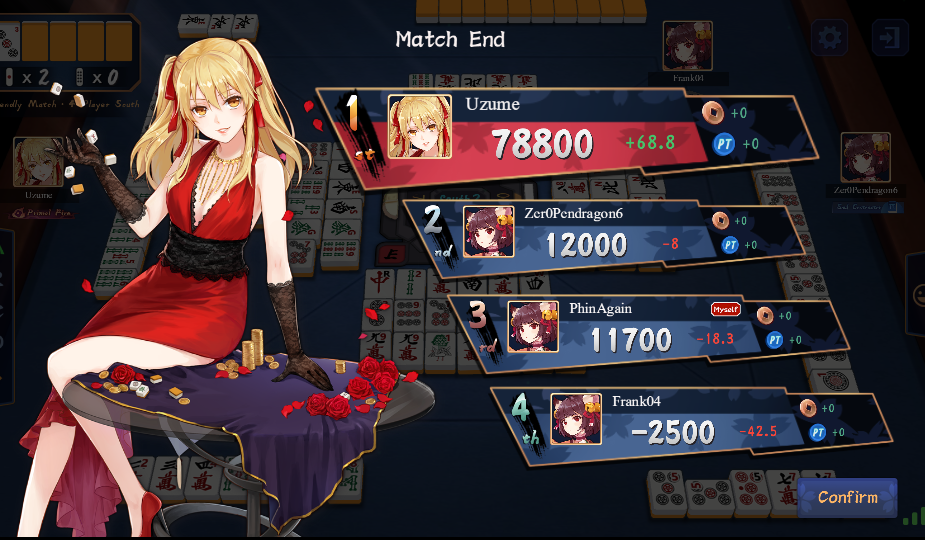 Match End
x 2
x 0
Frank04
Uzume
Zer0Pendragon6
1
st
Uzume
78800
+68.8
+0
PT +0
2
nd
Zer0Pendragon6
12000
-8
+0
PT +0
3
rd
PhinAgain
Myself
11700
-18.3
+0
PT +0
4
th
Frank04
-2500
-42.5
+0
PT +0
Confirm